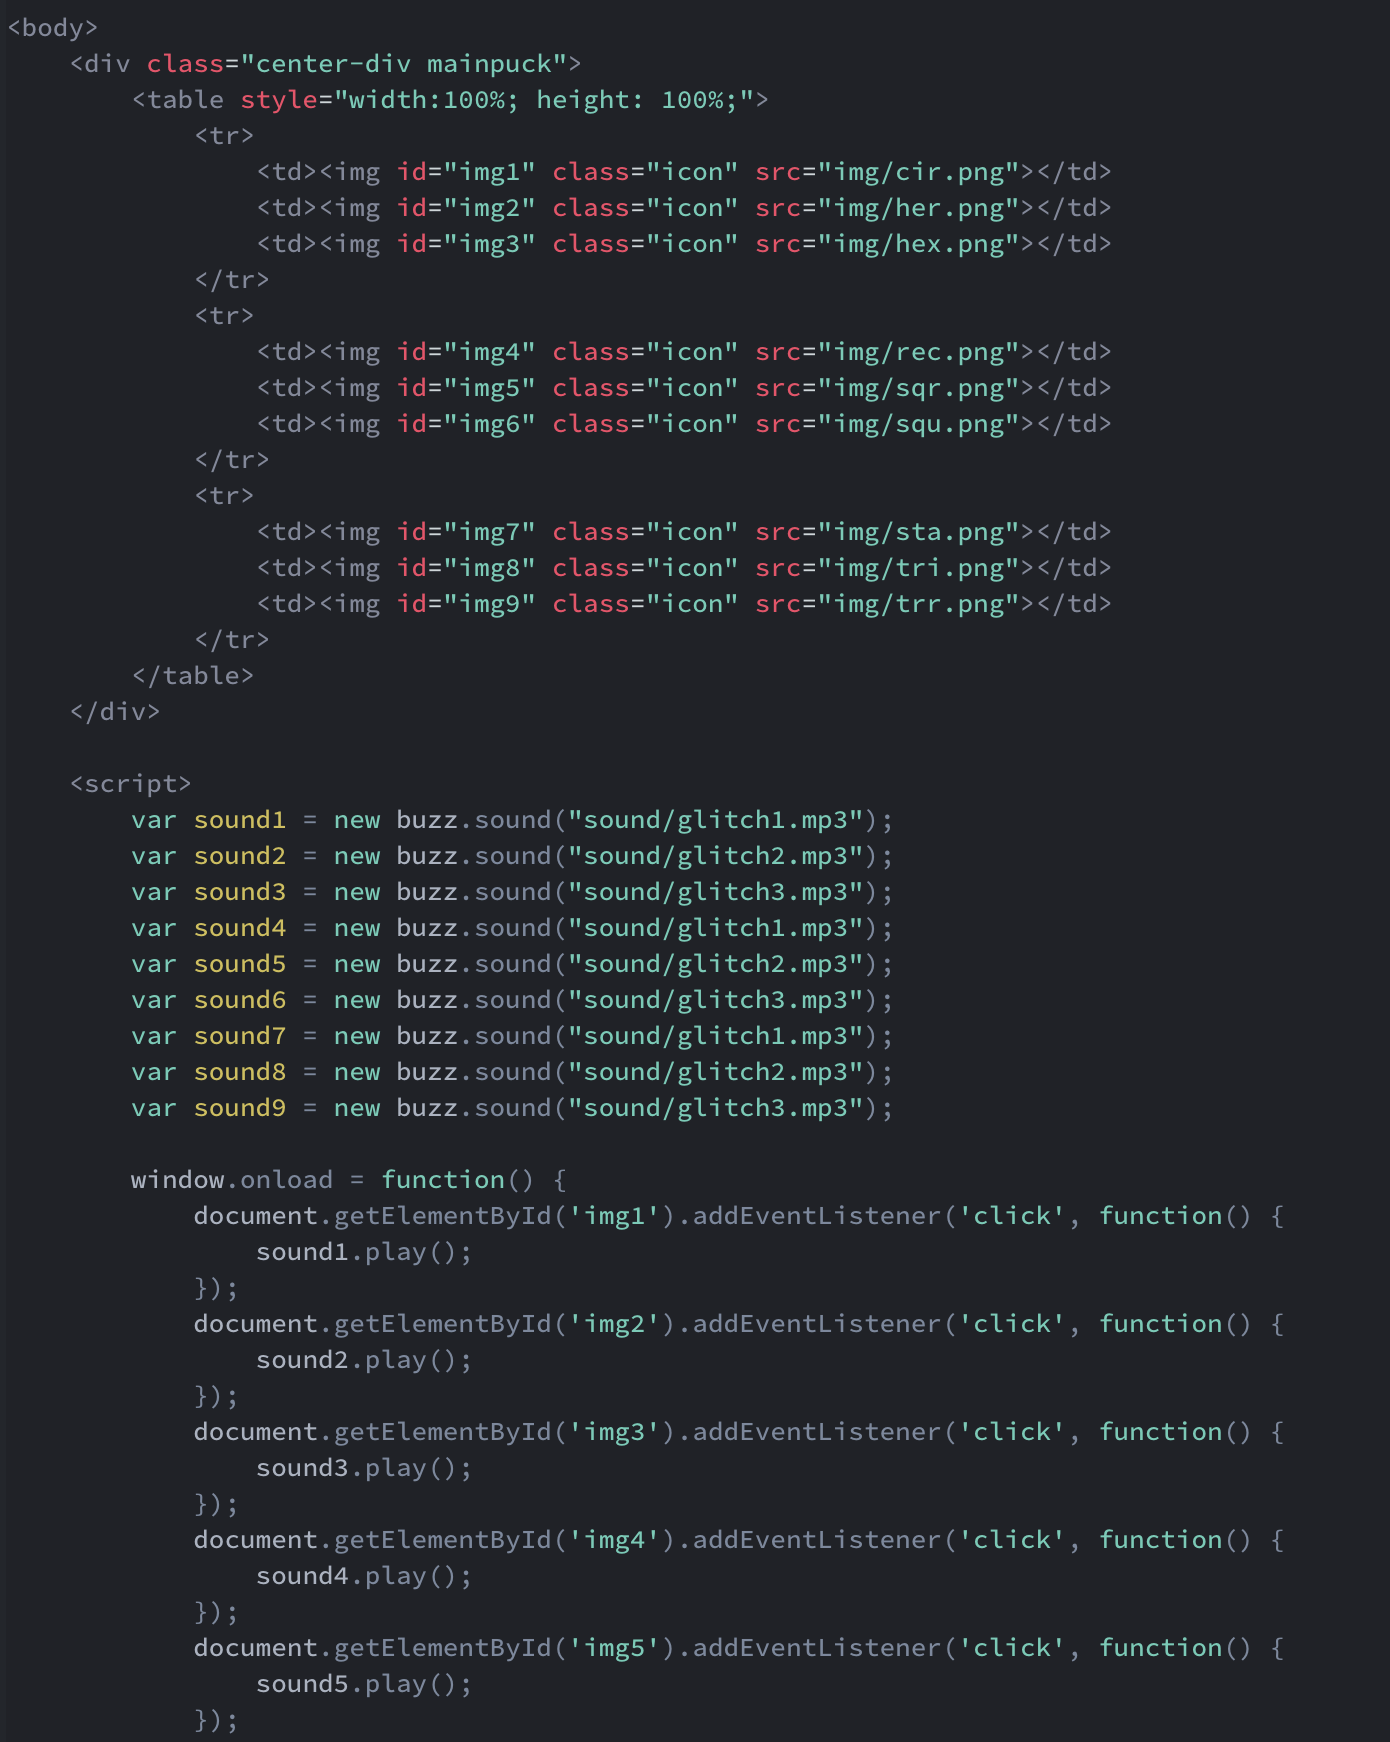 <body>
    <div class="center-div mainpuck">
        <table style="width:100%; height: 100%;">
            <tr>
                <td><img id="img1" class="icon" src="img/cir.png"></td>
                <td><img id="img2" class="icon" src="img/her.png"></td>
                <td><img id="img3" class="icon" src="img/hex.png"></td>
            </tr>
            <tr>
                <td><img id="img4" class="icon" src="img/rec.png"></td>
                <td><img id="img5" class="icon" src="img/sqr.png"></td>
                <td><img id="img6" class="icon" src="img/squ.png"></td>
            </tr>
            <tr>
                <td><img id="img7" class="icon" src="img/sta.png"></td>
                <td><img id="img8" class="icon" src="img/tri.png"></td>
                <td><img id="img9" class="icon" src="img/trr.png"></td>
            </tr>
        </table>
    </div>

    <script>
        var sound1 = new buzz.sound("sound/glitch1.mp3");
        var sound2 = new buzz.sound("sound/glitch2.mp3");
        var sound3 = new buzz.sound("sound/glitch3.mp3");
        var sound4 = new buzz.sound("sound/glitch1.mp3");
        var sound5 = new buzz.sound("sound/glitch2.mp3");
        var sound6 = new buzz.sound("sound/glitch3.mp3");
        var sound7 = new buzz.sound("sound/glitch1.mp3");
        var sound8 = new buzz.sound("sound/glitch2.mp3");
        var sound9 = new buzz.sound("sound/glitch3.mp3");

        window.onload = function() {
            document.getElementById('img1').addEventListener('click', function() {
                sound1.play();
            });
            document.getElementById('img2').addEventListener('click', function() {
                sound2.play();
            });
            document.getElementById('img3').addEventListener('click', function() {
                sound3.play();
            });
            document.getElementById('img4').addEventListener('click', function() {
                sound4.play();
            });
            document.getElementById('img5').addEventListener('click', function() {
                sound5.play();
            });